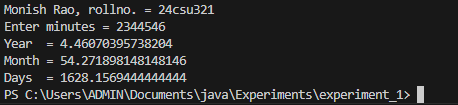 Monish Rao, rollno. = 24csu321
Enter minutes = 2344546
Year  = 4.46070395738204
Month = 54.271898148148146
Days  = 1628.1569444444444
PS C:\Users\ADMIN\Documents\java\Experiments\experiment_1>